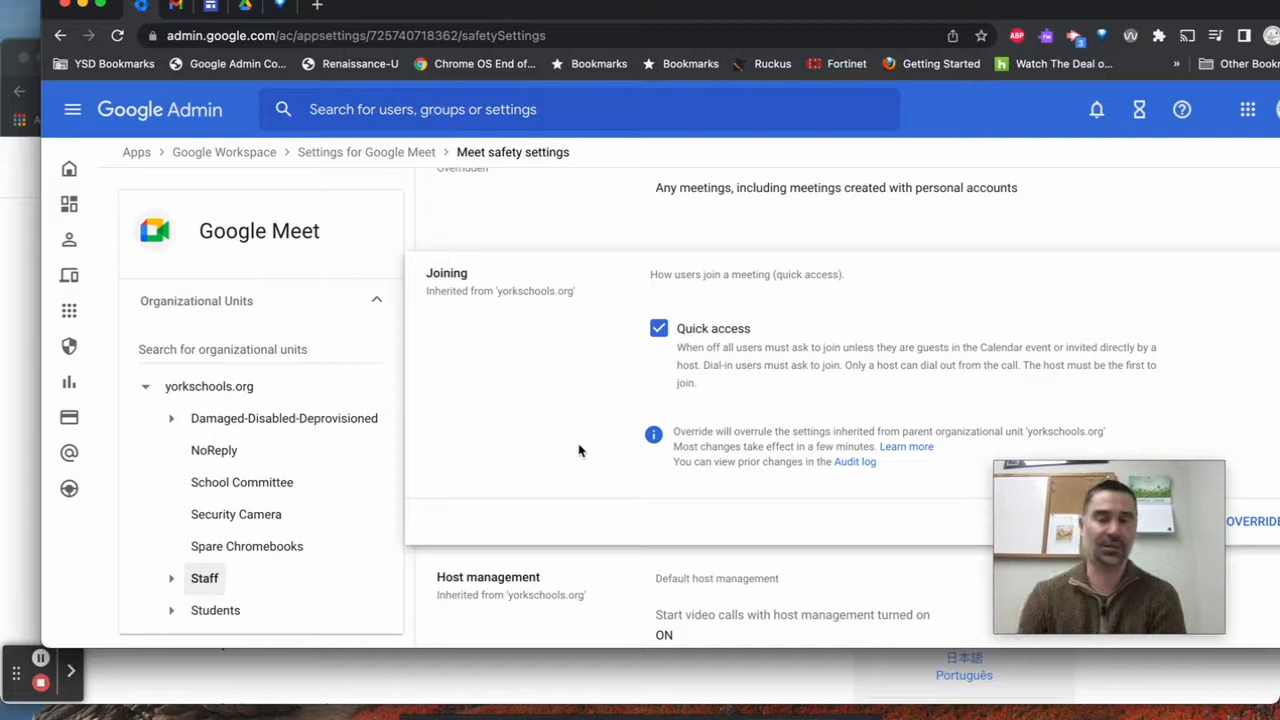 admin.google.com/ac/appsettings/725740718362/safetySettings
ABP
3
YSD Bookmarks
Google Admin Co...
Renaissance-U
Chrome OS End of...
Bookmarks
Bookmarks
Ruckus
Fortinet
Getting Started
Watch The Deal o...
»
Other Bookr
Google Admin
Search for users, groups or settings
Apps > Google Workspace > Settings for Google Meet > Meet safety settings
Overridden
Any meetings, including meetings created with personal accounts
Google Meet
Organizational Units
Search for organizational units
yorkschools.org
Damaged-Disabled-Deprovisioned
NoReply
School Committee
Security Camera
Spare Chromebooks
Staff
Students
Joining
Inherited from 'yorkschools.org'
How users join a meeting (quick access).
Quick access
When off all users must ask to join unless they are guests in the Calendar event or invited directly by a
host. Dial-in users must ask to join. Only a host can dial out from the call. The host must be the first to
join.
Override will overrule the settings inherited from parent organizational unit 'yorkschools.org'
Most changes take effect in a few minutes. Learn more
You can view prior changes in the Audit log
OVERRIDE
Host management
Inherited from 'yorkschools.org'
Default host management
Start video calls with host management turned on
ON
日本語
Português